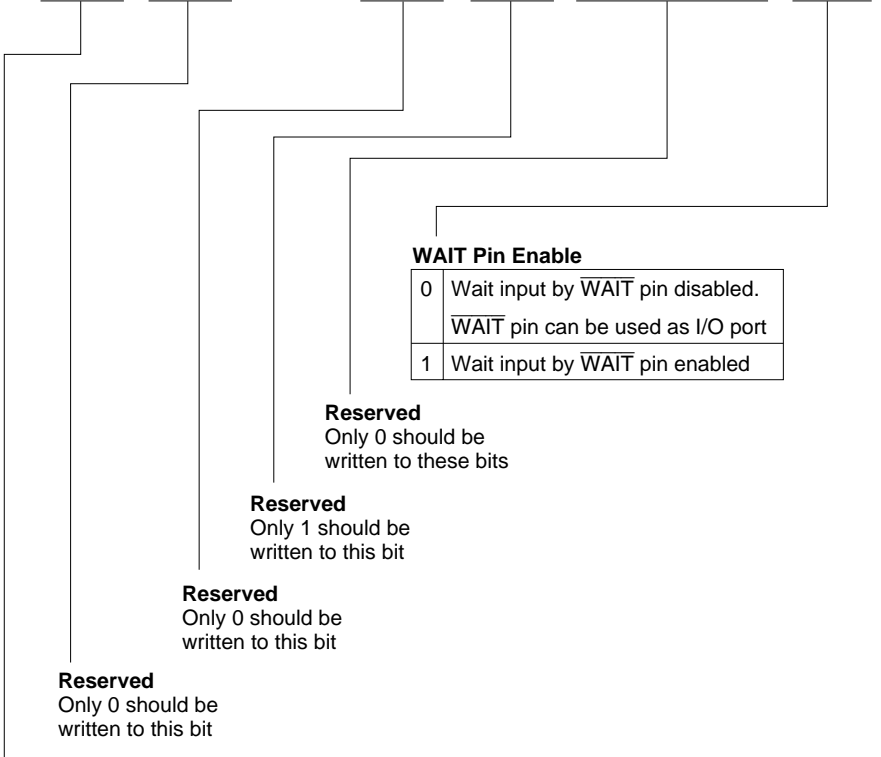 WAIT Pin Enable
0 Wait input by W̅A̅I̅T̅ pin disabled.
W̅A̅I̅T̅ pin can be used as I/O port
1 Wait input by W̅A̅I̅T̅ pin enabled
Reserved
Only 0 should be
written to these bits
Reserved
Only 1 should be
written to this bit
Reserved
Only 0 should be
written to this bit
Reserved
Only 0 should be
written to this bit